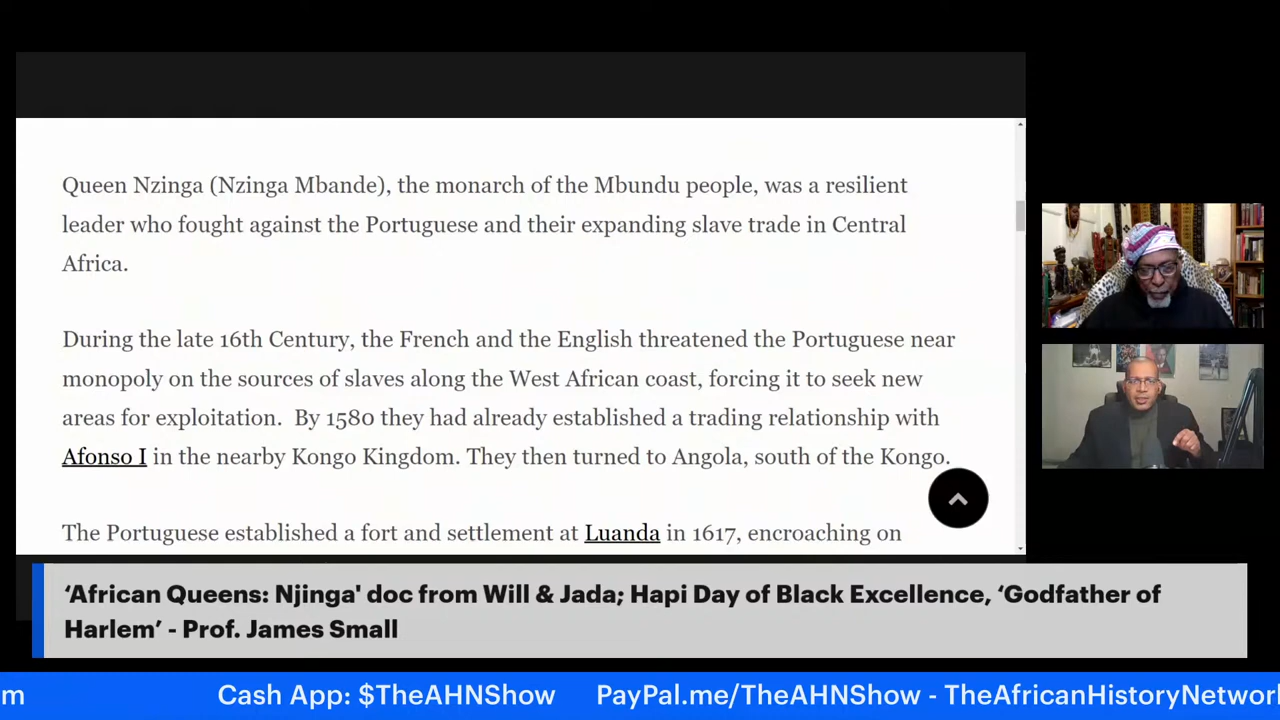 Queen Nzinga (Nzinga Mbande), the monarch of the Mbundu people, was a resilient
leader who fought against the Portuguese and their expanding slave trade in Central
Africa.
During the late 16th Century, the French and the English threatened the Portuguese near
monopoly on the sources of slaves along the West African coast, forcing it to seek new
areas for exploitation.  By 1580 they had already established a trading relationship with
Afonso I in the nearby Kongo Kingdom. They then turned to Angola, south of the Kongo.
The Portuguese established a fort and settlement at Luanda in 1617, encroaching on
‘African Queens: Njinga' doc from Will & Jada; Hapi Day of Black Excellence, ‘Godfather of
Harlem’ - Prof. James Small
m Cash App: $TheAHNShow PayPal.me/TheAHNShow - TheAfricanHistoryNetwork